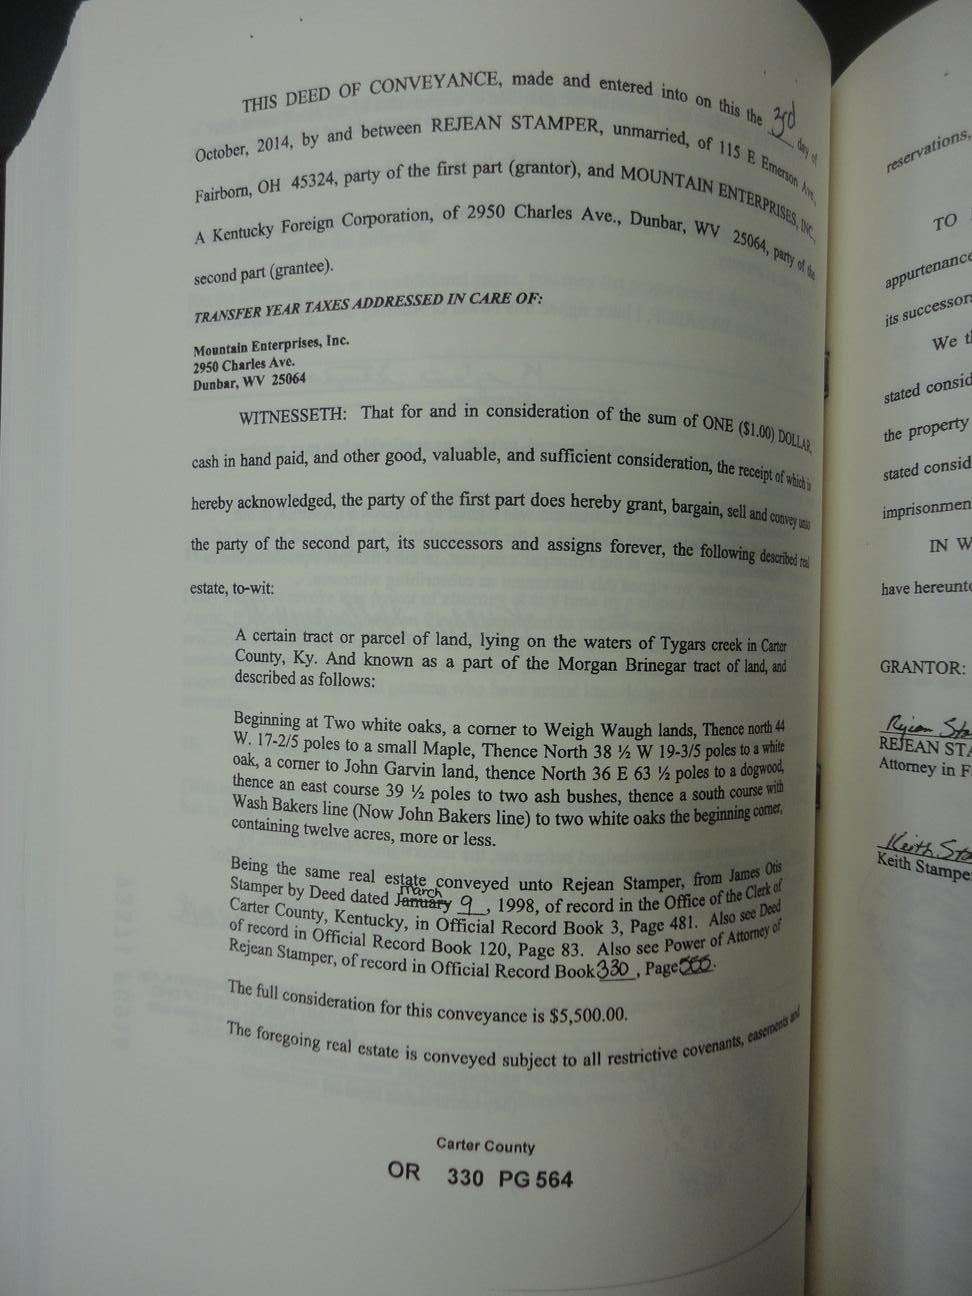 THIS DEED OF CONVEYANCE, made and entered into on this the 3rd day of
October, 2014, by and between REJEAN STAMPER, unmarried, of 115 E Emerson Ave,
Fairborn, OH 45324, party of the first part (grantor), and MOUNTAIN ENTERPRISES, INC,
A Kentucky Foreign Corporation, of 2950 Charles Ave., Dunbar, WV 25064, party of the
second part (grantee).
TRANSFER YEAR TAXES ADDRESSED IN CARE OF:
Mountain Enterprises, Inc.
2950 Charles Ave.
Dunbar, WV 25064
WITNESSETH: That for and in consideration of the sum of ONE ($1.00) DOLLAR,
cash in hand paid, and other good, valuable, and sufficient consideration, the receipt of which is
hereby acknowledged, the party of the first part does hereby grant, bargain, sell and convey unto
the party of the second part, its successors and assigns forever, the following described real
estate, to-wit:
A certain tract or parcel of land, lying on the waters of Tygars creek in Carter
County, Ky. And known as a part of the Morgan Brinegar tract of land, and
described as follows:
Beginning at Two white oaks, a corner to Weigh Waugh lands, Thence north 44
W. 17-2/5 poles to a small Maple, Thence North 38 ½ W 19-3/5 poles to a white
oak, a corner to John Garvin land, thence North 36 E 63 ½ poles to a dogwood,
thence an east course 39 ½ poles to two ash bushes, thence a south course with
Wash Bakers line (Now John Bakers line) to two white oaks the beginning corner,
containing twelve acres, more or less.
Being the same real estate conveyed unto Rejean Stamper, from James Otis
March
Stamper by Deed dated January 9, 1998, of record in the Office of the Clerk of
Carter County, Kentucky, in Official Record Book 3, Page 481. Also see Deed
of record in Official Record Book 120, Page 83. Also see Power of Attorney of
Rejean Stamper, of record in Official Record Book 330, Page
The full consideration for this conveyance is $5,500.00.
The foregoing real estate is conveyed subject to all restrictive covenants, easements and
Carter County
OR 330 PG 564
reservations,
TO
appurtenance
its successors
We th
stated consid
the property
stated consid
imprisonmen
IN W
have hereunto
GRANTOR:
Rejean Sta
REJEAN STA
Attorney in F
Keith Sta
Keith Stampe